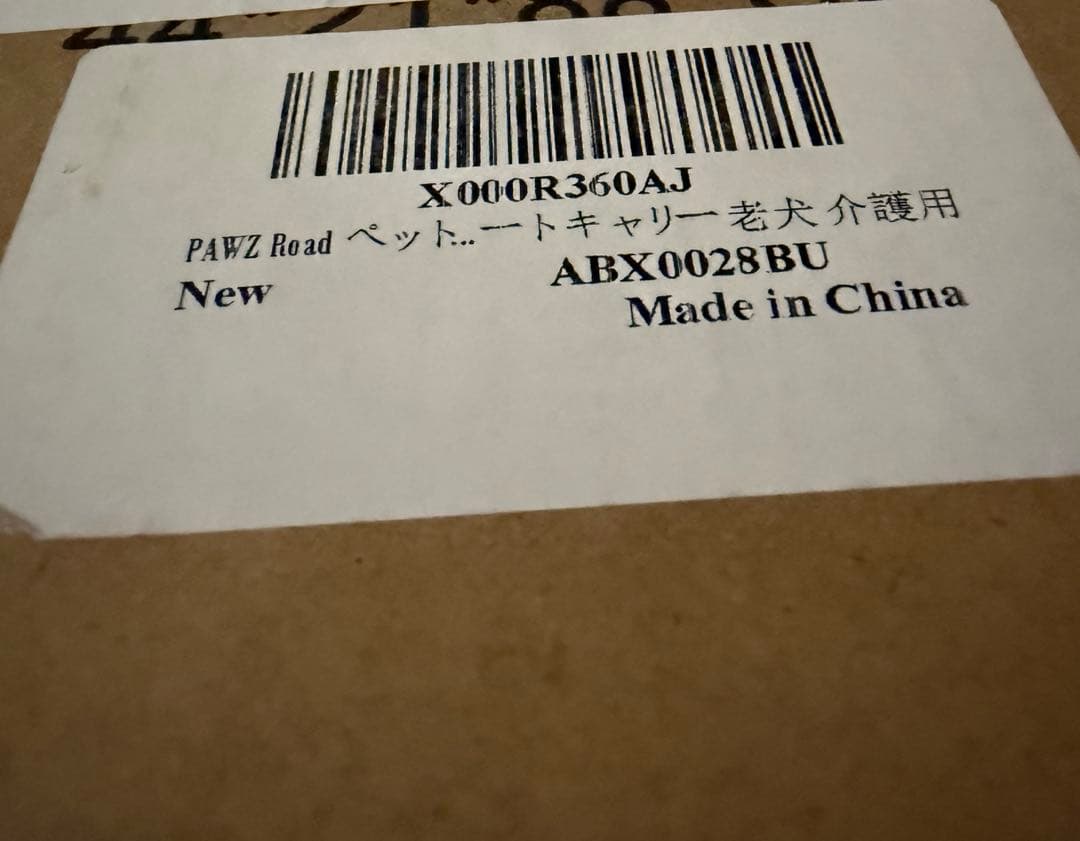 X000R360AJ
PAWZ Road ペット...ートキャリー 老犬 介護用
New
ABX0028BU
Made in China